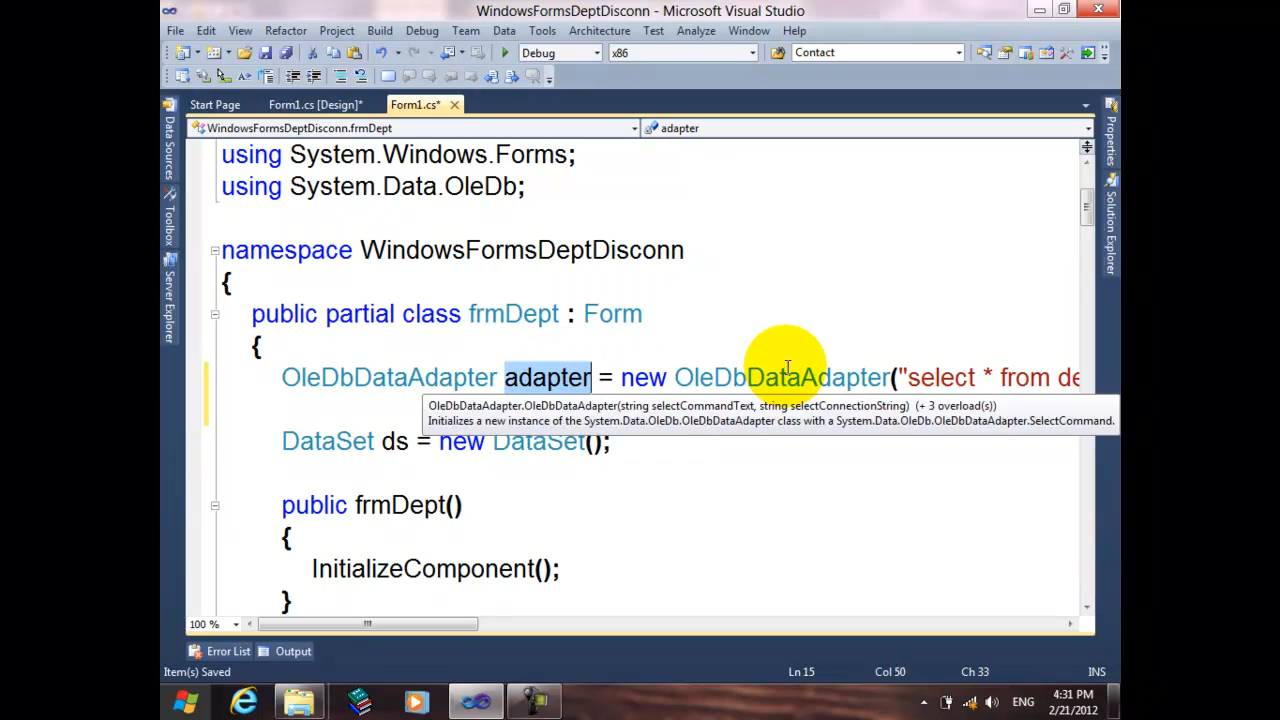 WindowsFormsDeptDisconn - Microsoft Visual Studio
File Edit View Refactor Project Build Debug Team Data Tools Architecture Test Analyze Window Help
Debug x86 Contact
Start Page Form1.cs [Design]* Form1.cs*
WindowsFormsDeptDisconn.frmDept adapter
using System.Windows.Forms;
using System.Data.OleDb;
namespace WindowsFormsDeptDisconn
{
public partial class frmDept : Form
{
OleDbDataAdapter adapter = new OleDbDataAdapter("select * from de
OleDbDataAdapter.OleDbDataAdapter(string selectCommandText, string selectConnectionString) (+ 3 overload(s))
Initializes a new instance of the System.Data.OleDb.OleDbDataAdapter class with a System.Data.OleDb.OleDbDataAdapter.SelectCommand.
DataSet ds = new DataSet();
public frmDept()
{
InitializeComponent();
}
100 %
Data Sources
Toolbox
Server Explorer
Properties
Solution Explorer
Error List Output
Item(s) Saved Ln 15 Col 50 Ch 33 INS
ENG 4:31 PM
2/21/2012